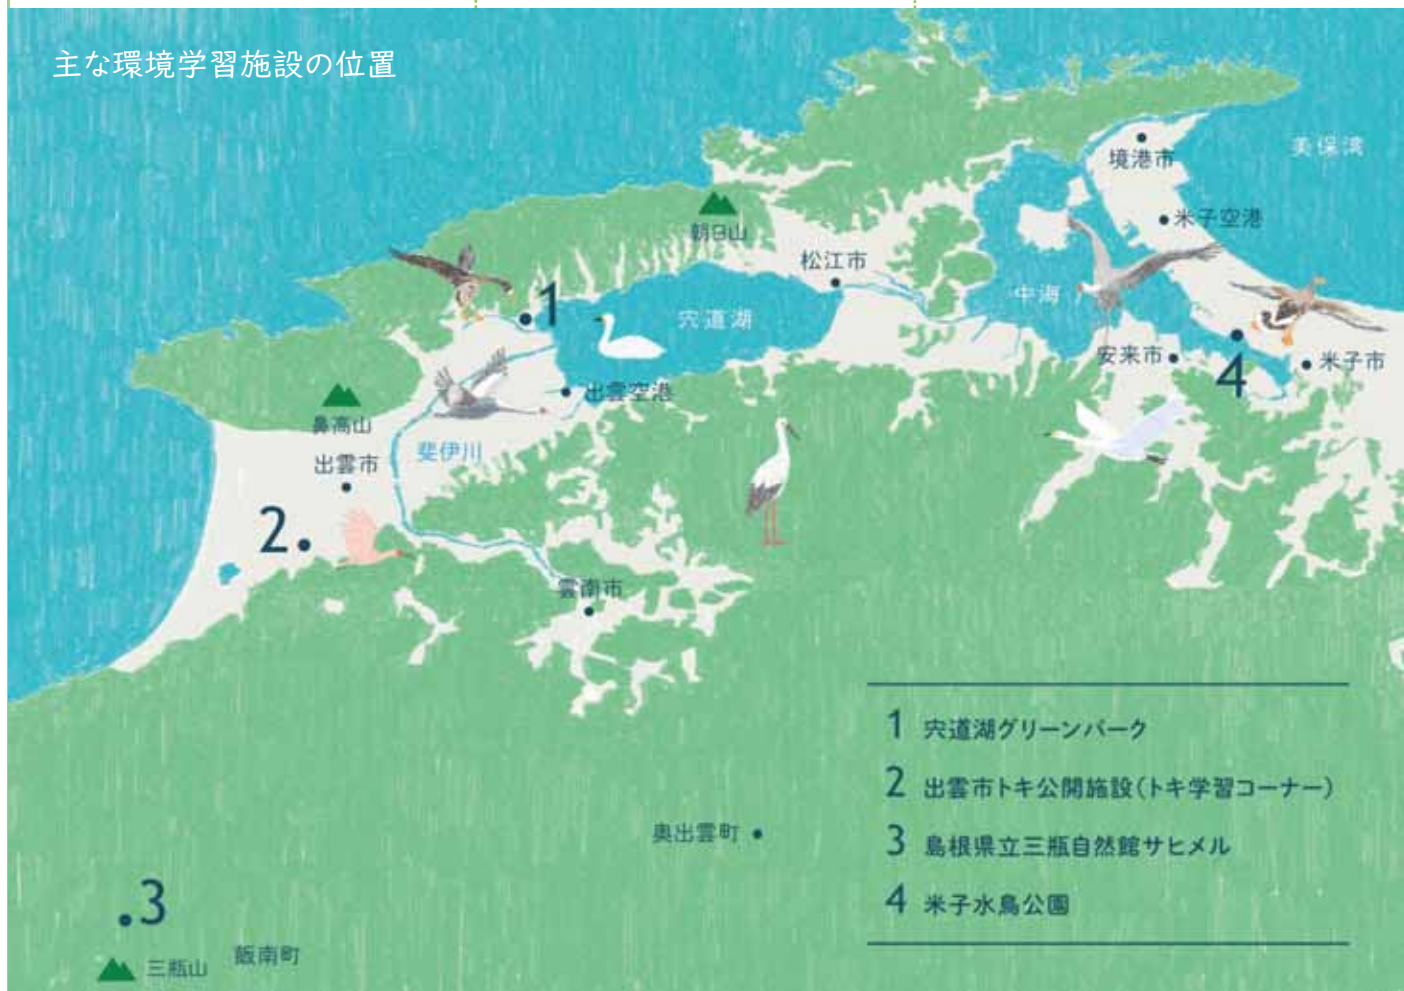 主な環境学習施設の位置
境港市
美保湾
米子空港
朝日山
松江市
中海
宍道湖
1
安来市
4
米子市
出雲空港
鼻高山
斐伊川
出雲市
2
雲南市
1 宍道湖グリーンパーク
2 出雲市トキ公開施設（トキ学習コーナー）
3 島根県立三瓶自然館サヒメル
4 米子水鳥公園
奥出雲町
3
三瓶山
飯南町